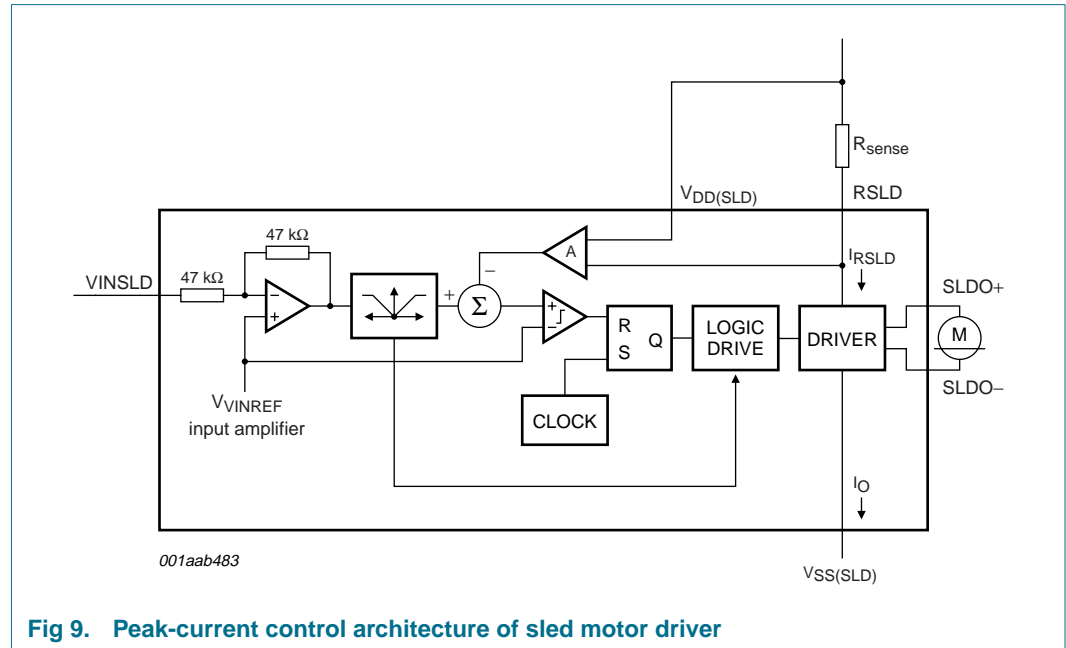 Rsense
VDD(SLD)
RSLD
47 kΩ
47 kΩ
VINSLD
A
IRSLD
SLDO+
−
+
−
+
Σ
+
−
R
S
Q
LOGIC
DRIVE
DRIVER
M
SLDO−
VVINREF
input amplifier
CLOCK
IO
001aab483
VSS(SLD)
Fig 9. Peak-current control architecture of sled motor driver